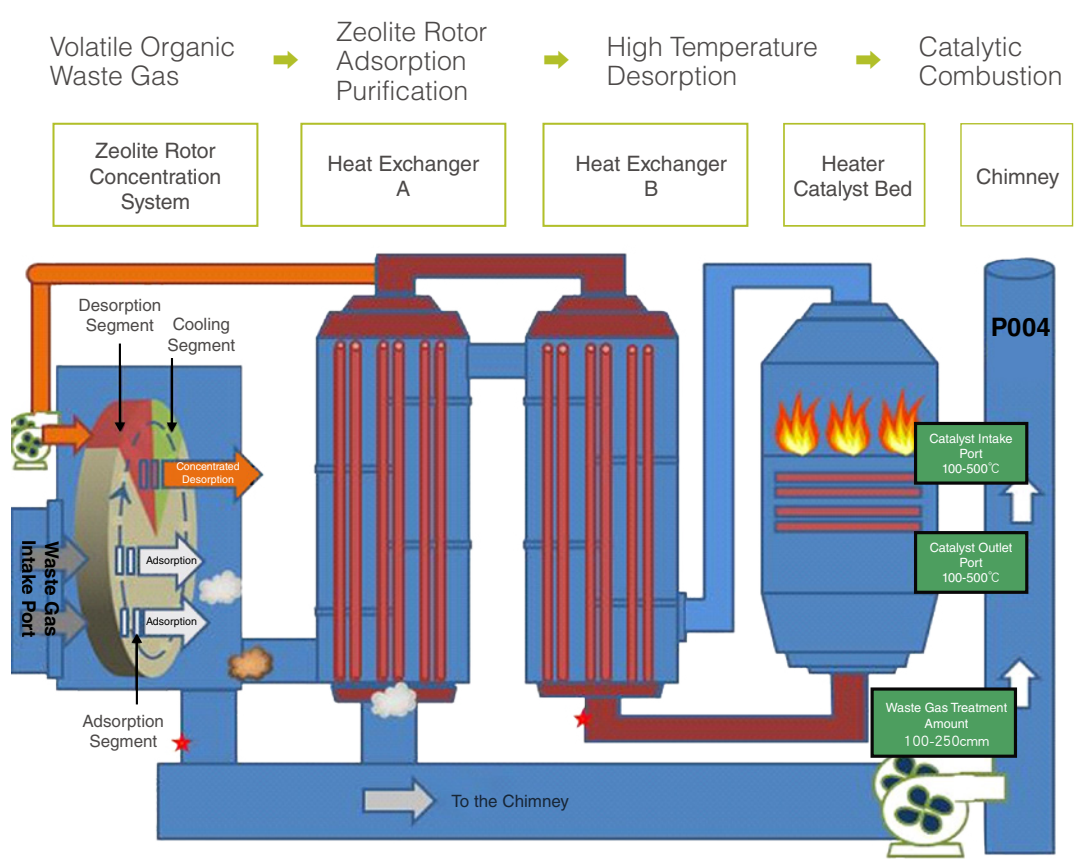 Volatile Organic
Waste Gas
Zeolite Rotor
Adsorption
Purification
High Temperature
Desorption
Catalytic
Combustion
Zeolite Rotor
Concentration
System
Heat Exchanger
A
Heat Exchanger
B
Heater
Catalyst Bed
Chimney
Desorption
Segment
Cooling
Segment
P004
Concentrated
Desorption
Catalyst Intake
Port
100-500℃
Waste Gas
Intake Port
Adsorption
Adsorption
Catalyst Outlet
Port
100-500℃
Adsorption
Segment
Waste Gas Treatment
Amount
100-250cmm
To the Chimney